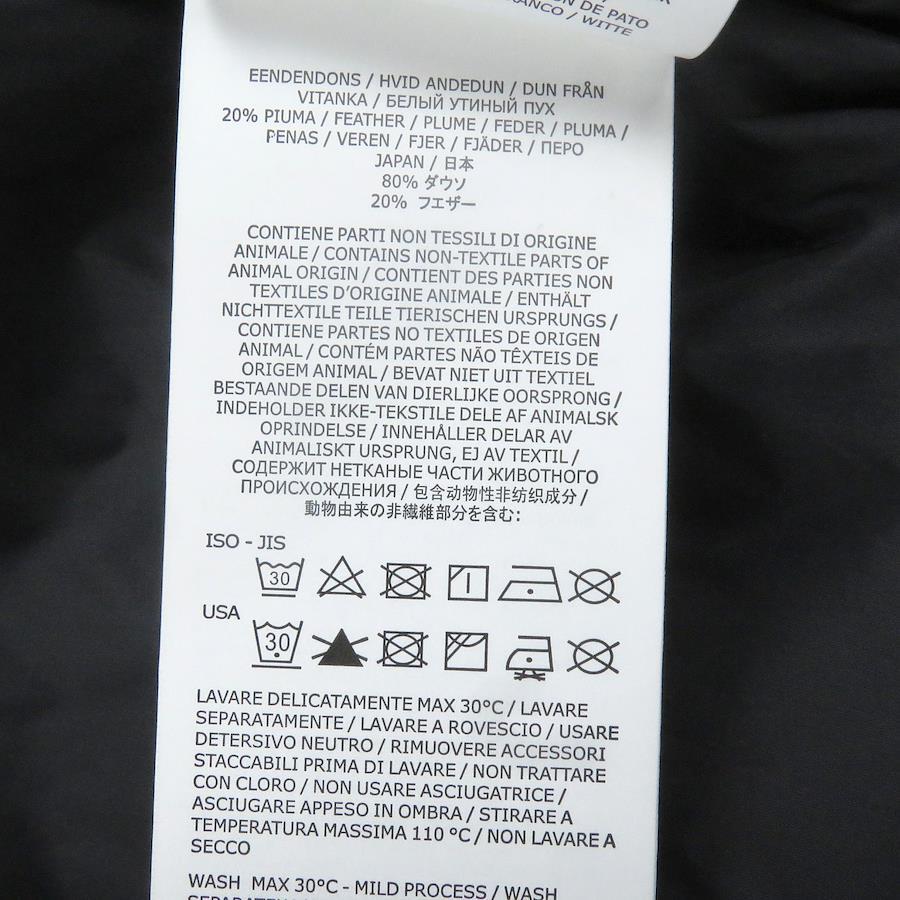 ON DE PATO
RANCO / WITTE
EENDENDONS / HVID ANDEDUN / DUN FRÅN
VITANKA / БЕЛЫЙ УТИНЫЙ ПУХ
20% PIUMA / FEATHER / PLUME / FEDER / PLUMA /
PENAS / VEREN / FJER / FJÄDER / ПЕРО
JAPAN / 日本
80% ダウソ
20% フエザー
CONTIENE PARTI NON TESSILI DI ORIGINE
ANIMALE / CONTAINS NON-TEXTILE PARTS OF
ANIMAL ORIGIN / CONTIENT DES PARTIES NON
TEXTILES D'ORIGINE ANIMALE / ENTHÄLT
NICHTTEXTILE TEILE TIERISCHEN URSPRUNGS /
CONTIENE PARTES NO TEXTILES DE ORIGEN
ANIMAL / CONTÉM PARTES NÃO TÊXTEIS DE
ORIGEM ANIMAL / BEVAT NIET UIT TEXTIEL
BESTAANDE DELEN VAN DIERLIJKE OORSPRONG /
INDEHOLDER IKKE-TEKSTILE DELE AF ANIMALSK
OPRINDELSE / INNEHÅLLER DELAR AV
ANIMALISKT URSPRUNG, EJ AV TEXTIL /
СОДЕРЖИТ НЕТКАНЫЕ ЧАСТИ ЖИВОТНОГО
ПРОИСХОЖДЕНИЯ / 包含动物性非纺织成分 /
動物由来の非繊維部分を含む:
ISO - JIS
30
USA
30
LAVARE DELICATAMENTE MAX 30°C / LAVARE
SEPARATAMENTE / LAVARE A ROVESCIO / USARE
DETERSIVO NEUTRO / RIMUOVERE ACCESSORI
STACCABILI PRIMA DI LAVARE / NON TRATTARE
CON CLORO / NON USARE ASCIUGATRICE /
ASCIUGARE APPESO IN OMBRA / STIRARE A
TEMPERATURA MASSIMA 110 °C / NON LAVARE A
SECCO
WASH MAX 30°C - MILD PROCESS / WASH